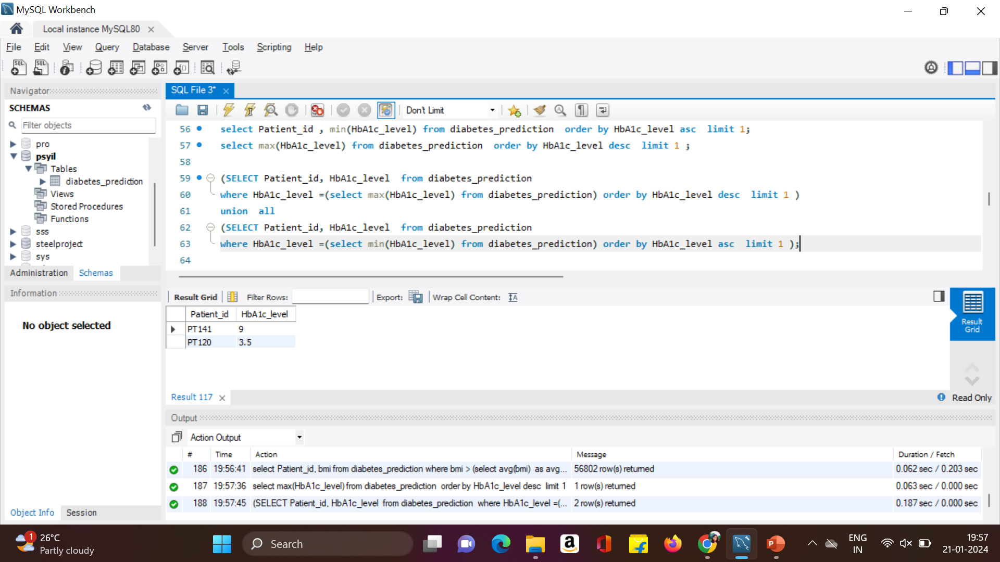 MySQL Workbench
Local instance MySQL80
File Edit View Query Database Server Tools Scripting Help
Navigator
SCHEMAS
Filter objects
pro
psyil
Tables
diabetes_prediction
Views
Stored Procedures
Functions
sss
steelproject
sys
Administration Schemas
Information
No object selected
Object Info Session
SQL File 3*
Don't Limit
56 select Patient_id , min(HbA1c_level) from diabetes_prediction order by HbA1c_level asc limit 1;
57 select max(HbA1c_level) from diabetes_prediction order by HbA1c_level desc limit 1 ;
58
59 (SELECT Patient_id, HbA1c_level from diabetes_prediction
60 where HbA1c_level =(select max(HbA1c_level) from diabetes_prediction) order by HbA1c_level desc limit 1 )
61 union all
62 (SELECT Patient_id, HbA1c_level from diabetes_prediction
63 where HbA1c_level =(select min(HbA1c_level) from diabetes_prediction) order by HbA1c_level asc limit 1 );
64
Result Grid Filter Rows: Export: Wrap Cell Content:
Patient_id HbA1c_level
PT141 9
PT120 3.5
Result Grid
Result 117
Read Only
Output
Action Output
# Time Action Message Duration / Fetch
186 19:56:41 select Patient_id, bmi from diabetes_prediction where bmi > (select avg(bmi) as avg... 56802 row(s) returned 0.062 sec / 0.203 sec
187 19:57:36 select max(HbA1c_level) from diabetes_prediction order by HbA1c_level desc limit 1 1 row(s) returned 0.063 sec / 0.000 sec
188 19:57:45 (SELECT Patient_id, HbA1c_level from diabetes_prediction where HbA1c_level =(... 2 row(s) returned 0.187 sec / 0.000 sec
1
26°C
Partly cloudy
Search
ENG
IN
19:57
21-01-2024